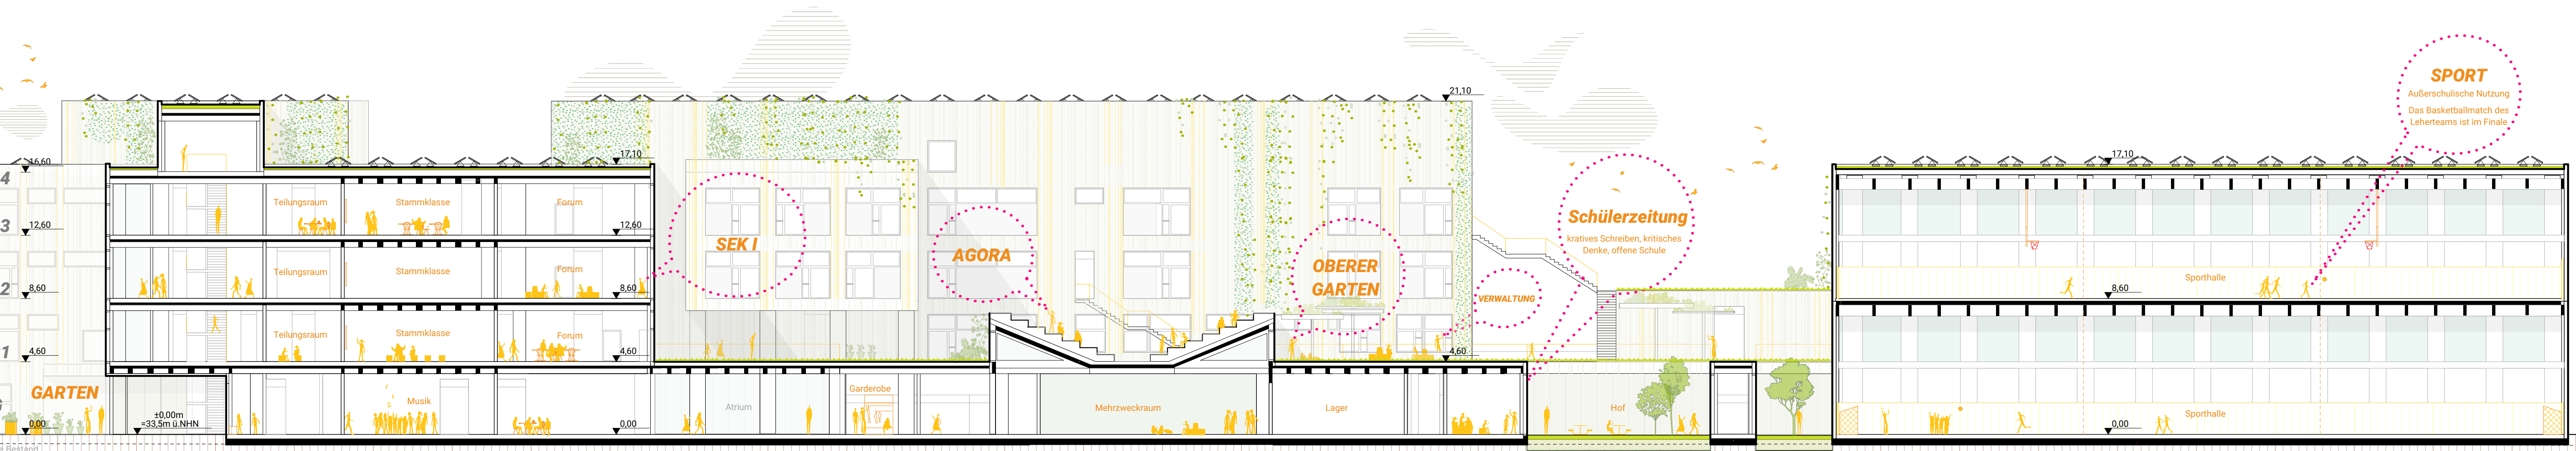 SPORT
Außerschulische Nutzung
Das Basketballmatch des
Leherteams ist im Finale
21,10
16,60
17,10
17,10
4
Teilungsraum
Stammklasse
Forum
3
12,60
12,60
Schülerzeitung
kratives Schreiben, kritisches
Denke, offene Schule
SEK I
AGORA
OBERER
GARTEN
VERWALTUNG
Teilungsraum
Stammklasse
Forum
Sporthalle
2
8,60
8,60
8,60
Teilungsraum
Stammklasse
Forum
1
4,60
4,60
4,60
GARTEN
Musik
Atrium
Garderobe
Mehrzweckraum
Lager
Hof
Sporthalle
±0,00m
=33,5m ü.NHN
0,00
0,00
0,00
Bestand